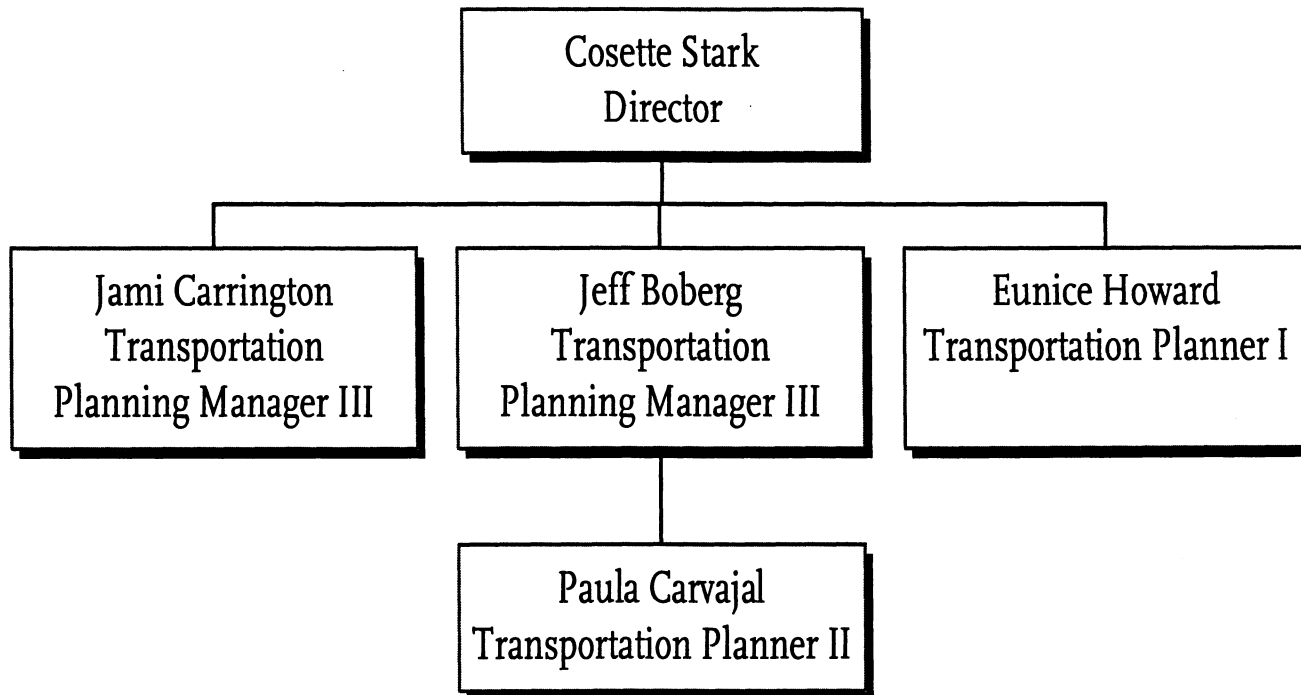 Cosette Stark
Director
Jami Carrington
Transportation
Planning Manager III
Jeff Boberg
Transportation
Planning Manager III
Eunice Howard
Transportation Planner I
Paula Carvajal
Transportation Planner II